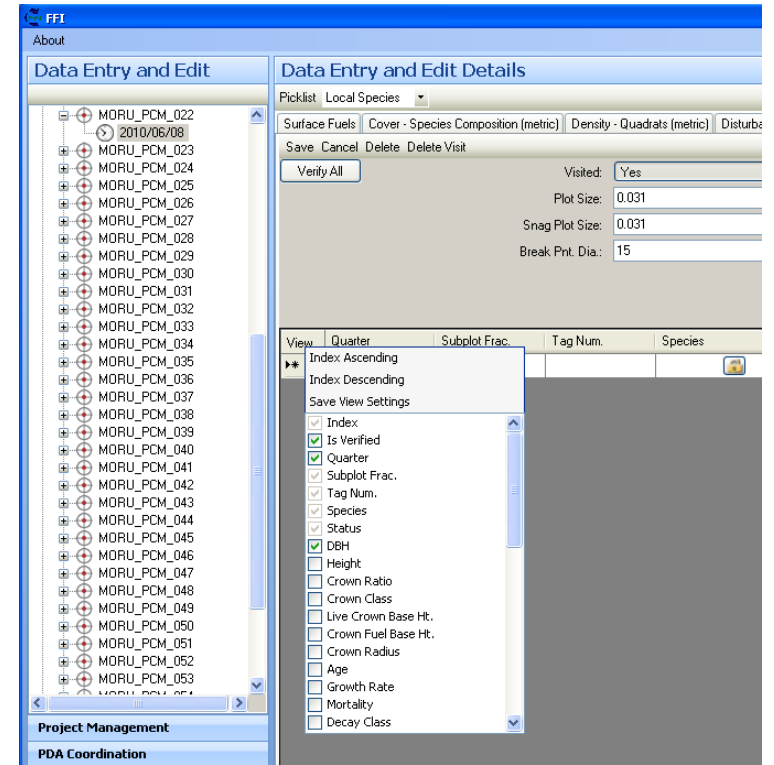 FFI
About
Data Entry and Edit
MORU_PCM_022
2010/06/08
MORU_PCM_023
MORU_PCM_024
MORU_PCM_025
MORU_PCM_026
MORU_PCM_027
MORU_PCM_028
MORU_PCM_029
MORU_PCM_030
MORU_PCM_031
MORU_PCM_032
MORU_PCM_033
MORU_PCM_034
MORU_PCM_035
MORU_PCM_036
MORU_PCM_037
MORU_PCM_038
MORU_PCM_039
MORU_PCM_040
MORU_PCM_041
MORU_PCM_042
MORU_PCM_043
MORU_PCM_044
MORU_PCM_045
MORU_PCM_046
MORU_PCM_047
MORU_PCM_048
MORU_PCM_049
MORU_PCM_050
MORU_PCM_051
MORU_PCM_052
MORU_PCM_053
Project Management
PDA Coordination
Data Entry and Edit Details
Picklist Local Species
Surface Fuels Cover - Species Composition (metric) Density - Quadrats (metric) Disturba
Save Cancel Delete Delete Visit
Verify All Visited: Yes
Plot Size: 0.031
Snag Plot Size: 0.031
Break Pnt. Dia.: 15
View Quarter Subplot Frac. Tag Num. Species
Index Ascending
Index Descending
Save View Settings
Index
Is Verified
Quarter
Subplot Frac.
Tag Num.
Species
Status
DBH
Height
Crown Ratio
Crown Class
Live Crown Base Ht.
Crown Fuel Base Ht.
Crown Radius
Age
Growth Rate
Mortality
Decay Class